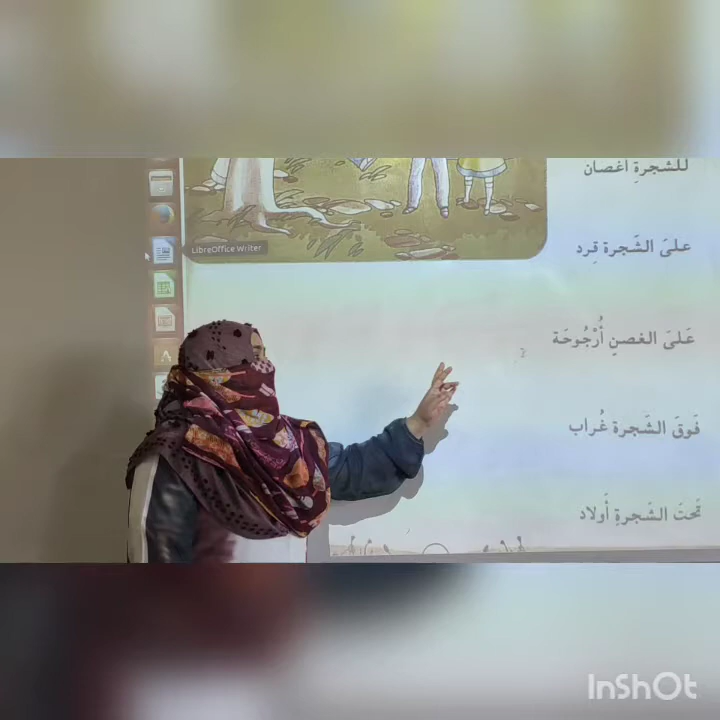 للشجرةِ أغصان
LibreOffice Writer
علىَ الشّجرة قِرد
عَلىَ الغصنِ أُرْجُوحَة
فَوقَ الشّجرة غُراب
تَحتَ الشّجرةِ أَولاد
InShOt